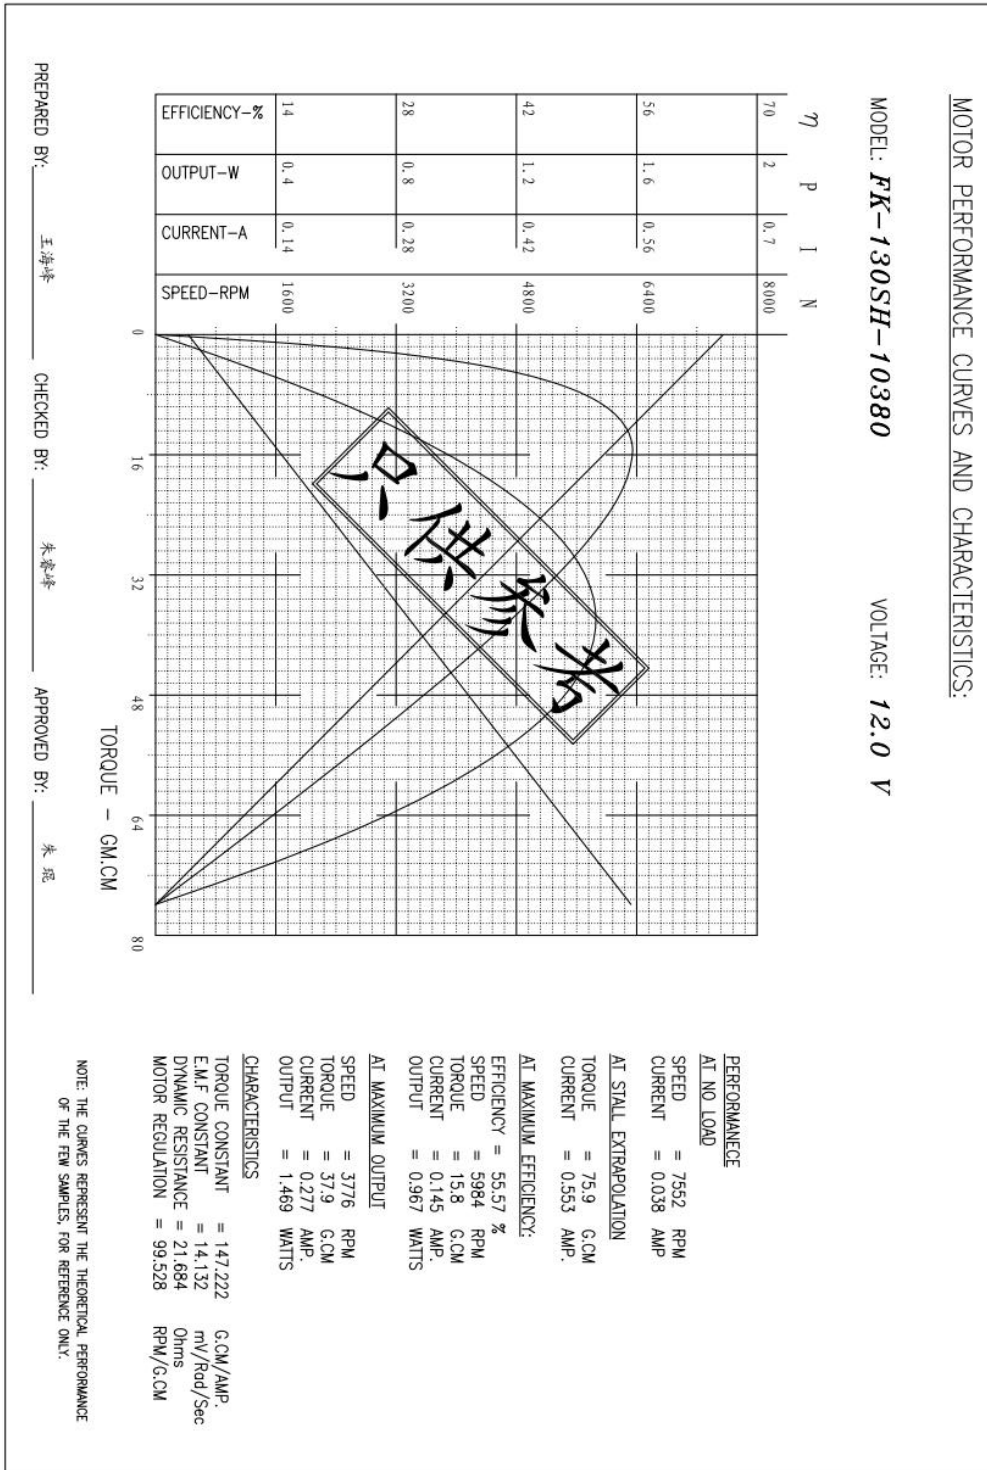 MOTOR PERFORMANCE CURVES AND CHARACTERISTICS:
MODEL: FK-130SH-10380 VOLTAGE: 12.0 V
η P I N
70 2 0.7 8000
56 1.6 0.56 6400
42 1.2 0.42 4800
28 0.8 0.28 3200
14 0.4 0.14 1600
EFFICIENCY-% OUTPUT-W CURRENT-A SPEED-RPM
0 16 32 48 64 80
TORQUE - GM.CM
只供参考
PERFORMANECE
AT NO LOAD
SPEED = 7552 RPM
CURRENT = 0.038 AMP
AT STALL EXTRAPOLATION
TORQUE = 75.9 G.CM
CURRENT = 0.553 AMP.
AT MAXIMUM EFFICIENCY:
EFFICIENCY = 55.57 %
SPEED = 5984 RPM
TORQUE = 15.8 G.CM
CURRENT = 0.145 AMP.
OUTPUT = 0.967 WATTS
AT MAXIMUM OUTPUT
SPEED = 3776 RPM
TORQUE = 37.9 G.CM
CURRENT = 0.277 AMP.
OUTPUT = 1.469 WATTS
CHARACTERISTICS
TORQUE CONSTANT = 147.222 G.CM/AMP.
E.M.F CONSTANT = 14.132 mV/Rad/Sec
DYNAMIC RESISTANCE = 21.684 Ohms
MOTOR REGULATION = 99.528 RPM/G.CM
NOTE: THE CURVES REPRESENT THE THEORETICAL PERFORMANCE
OF THE FEW SAMPLES, FOR REFERENCE ONLY.
PREPARED BY: 王海峰 CHECKED BY: 朱睿峰 APPROVED BY: 朱 琨